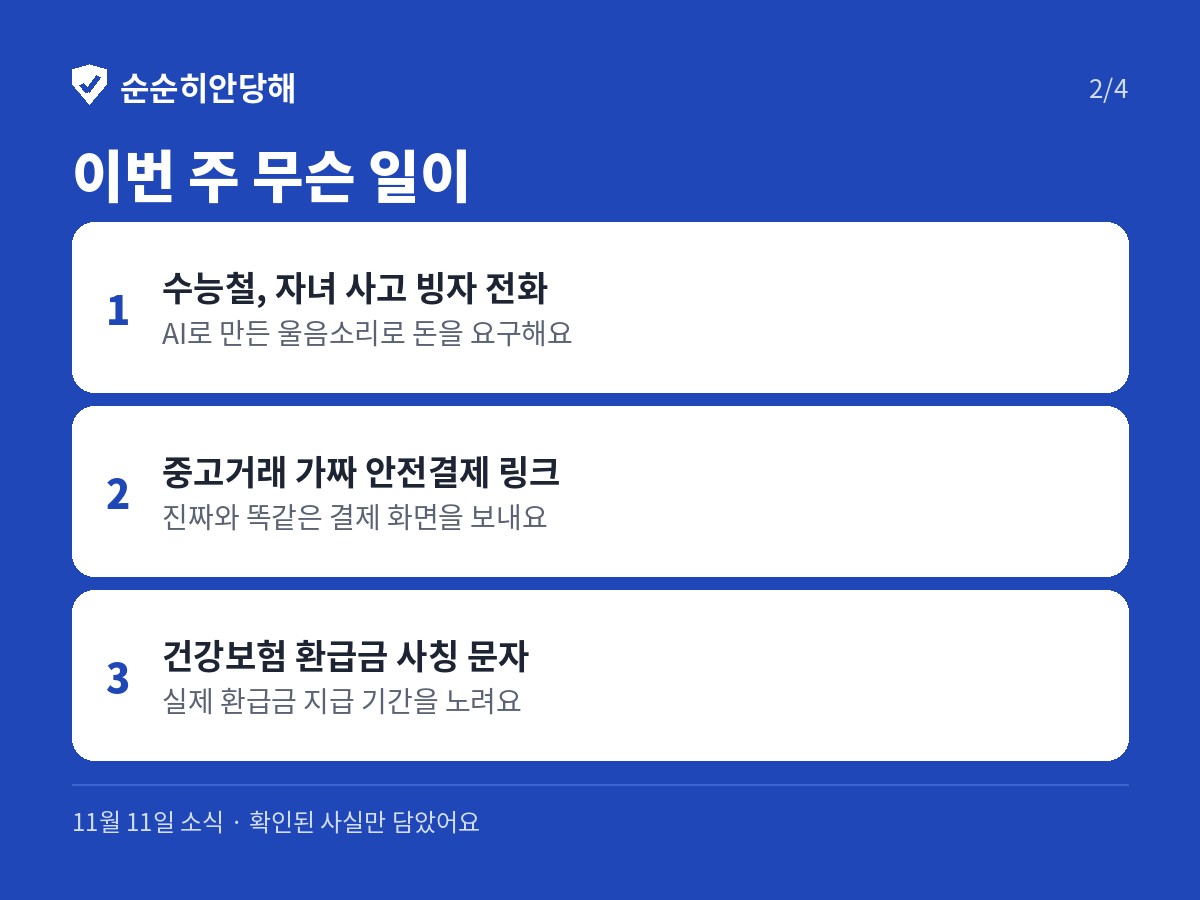 순순히안당해
2/4
이번 주 무슨 일이
1
수능철, 자녀 사고 빙자 전화
AI로 만든 울음소리로 돈을 요구해요
2
중고거래 가짜 안전결제 링크
진짜와 똑같은 결제 화면을 보내요
3
건강보험 환급금 사칭 문자
실제 환급금 지급 기간을 노려요
11월 11일 소식 · 확인된 사실만 담았어요